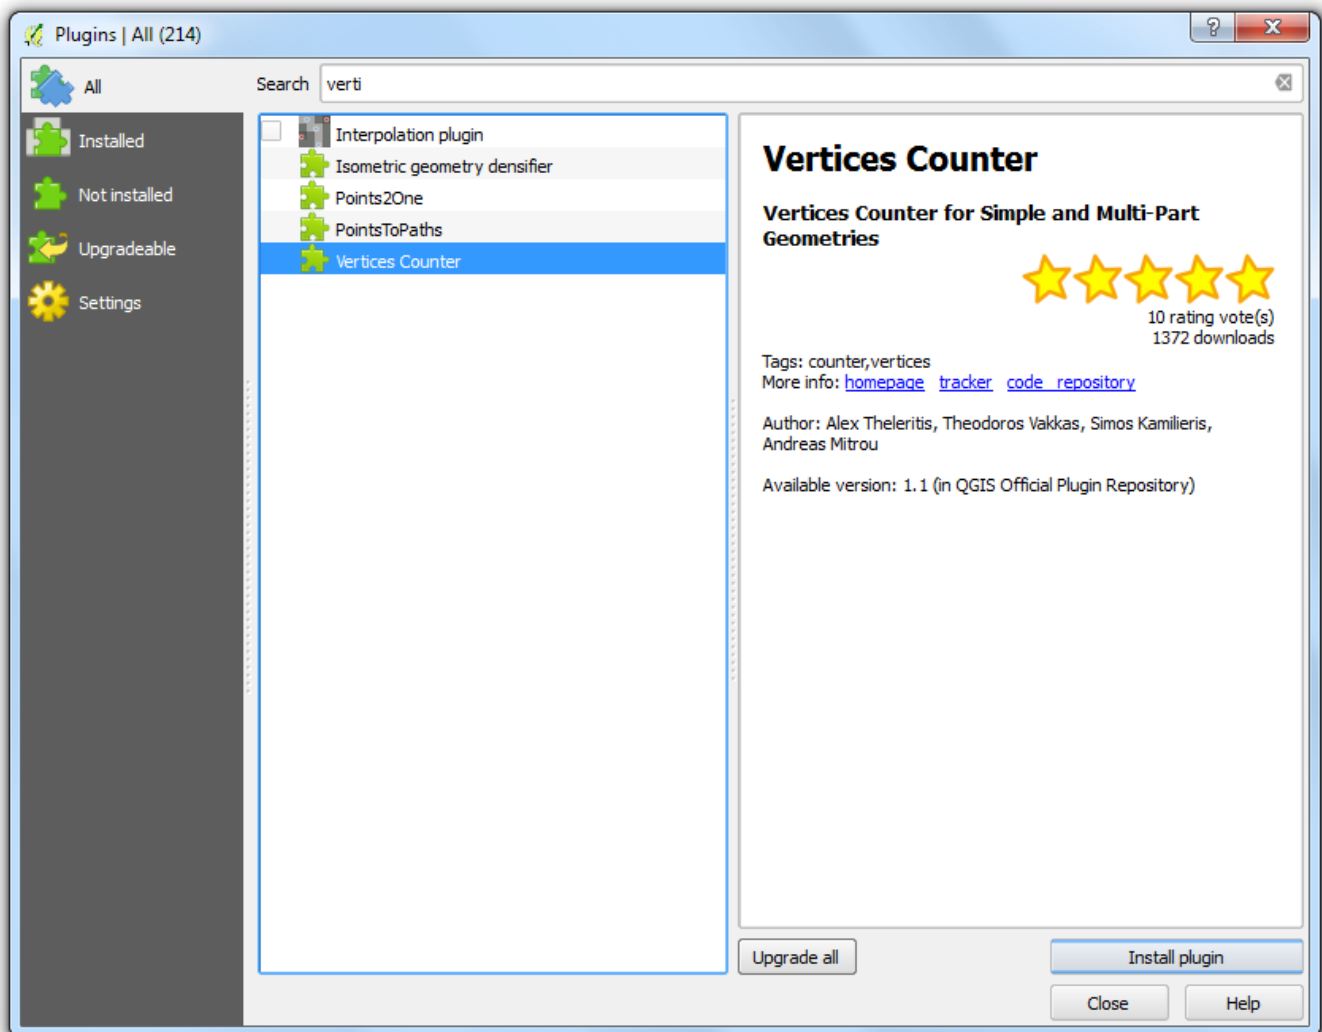 Plugins | All (214)
All
Installed
Not installed
Upgradeable
Settings
Search verti
Interpolation plugin
Isometric geometry densifier
Points2One
PointsToPaths
Vertices Counter
Vertices Counter
Vertices Counter for Simple and Multi-Part
Geometries
10 rating vote(s)
1372 downloads
Tags: counter,vertices
More info: homepage tracker code repository
Author: Alex Theleritis, Theodoros Vakkas, Simos Kamilieris,
Andreas Mitrou
Available version: 1.1 (in QGIS Official Plugin Repository)
Upgrade all
Install plugin
Close
Help